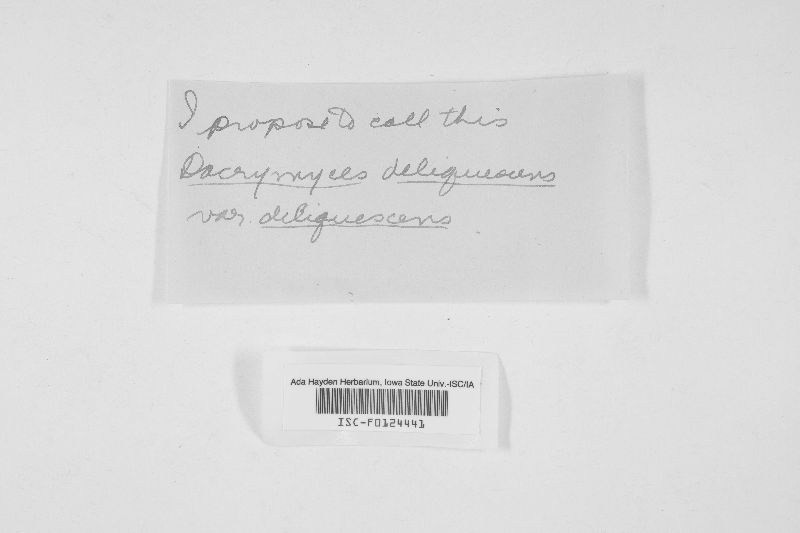 I propose to call this
Dacrymyces deliquescens
var. deliquescens
Ada Hayden Herbarium, Iowa State Univ.-ISC/IA
ISC-F0124441